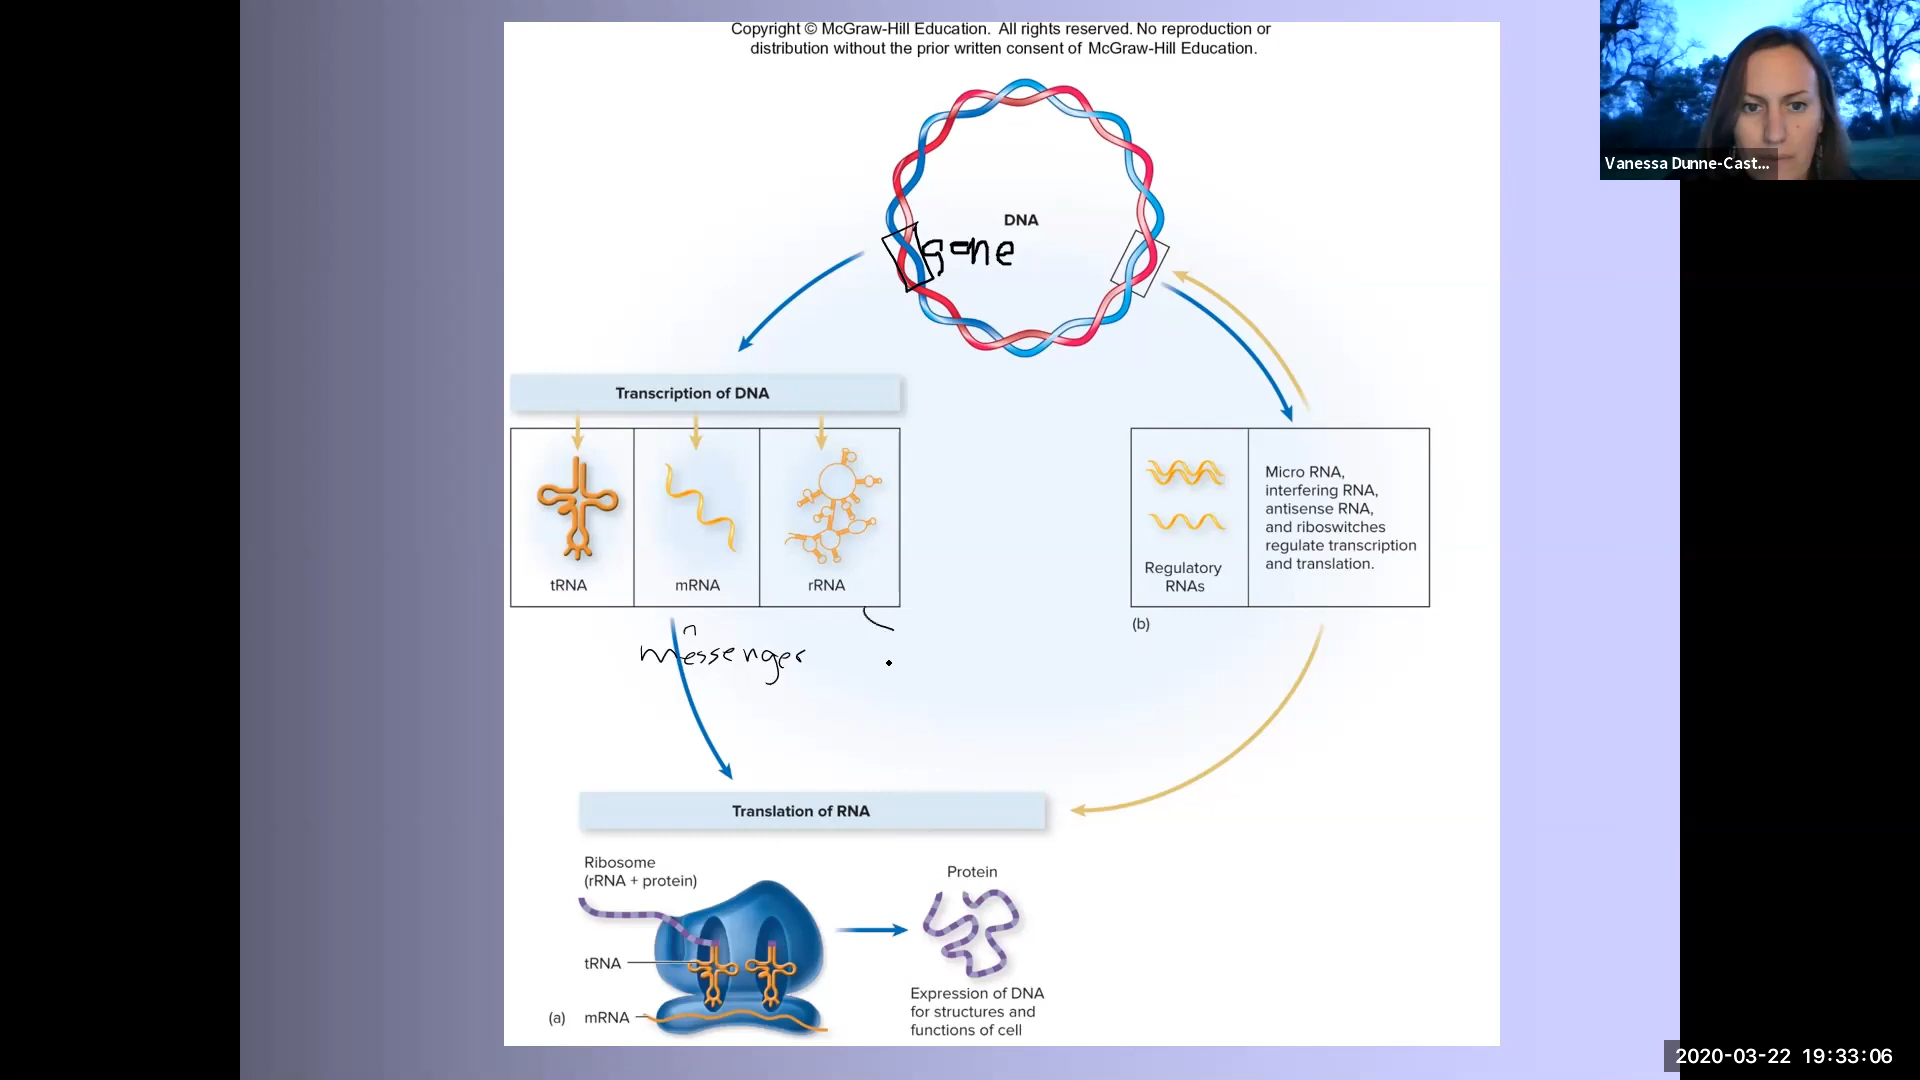 Copyright © McGraw-Hill Education. All rights reserved. No reproduction or
distribution without the prior written consent of McGraw-Hill Education.
Vanessa Dunne-Cast...
DNA
gene
Transcription of DNA
tRNA
mRNA
rRNA
messenger
Regulatory
RNAs
Micro RNA,
interfering RNA,
antisense RNA,
and riboswitches
regulate transcription
and translation.
(b)
Translation of RNA
Ribosome
(rRNA + protein)
tRNA
(a) mRNA
Protein
Expression of DNA
for structures and
functions of cell
2020-03-22 19:33:06